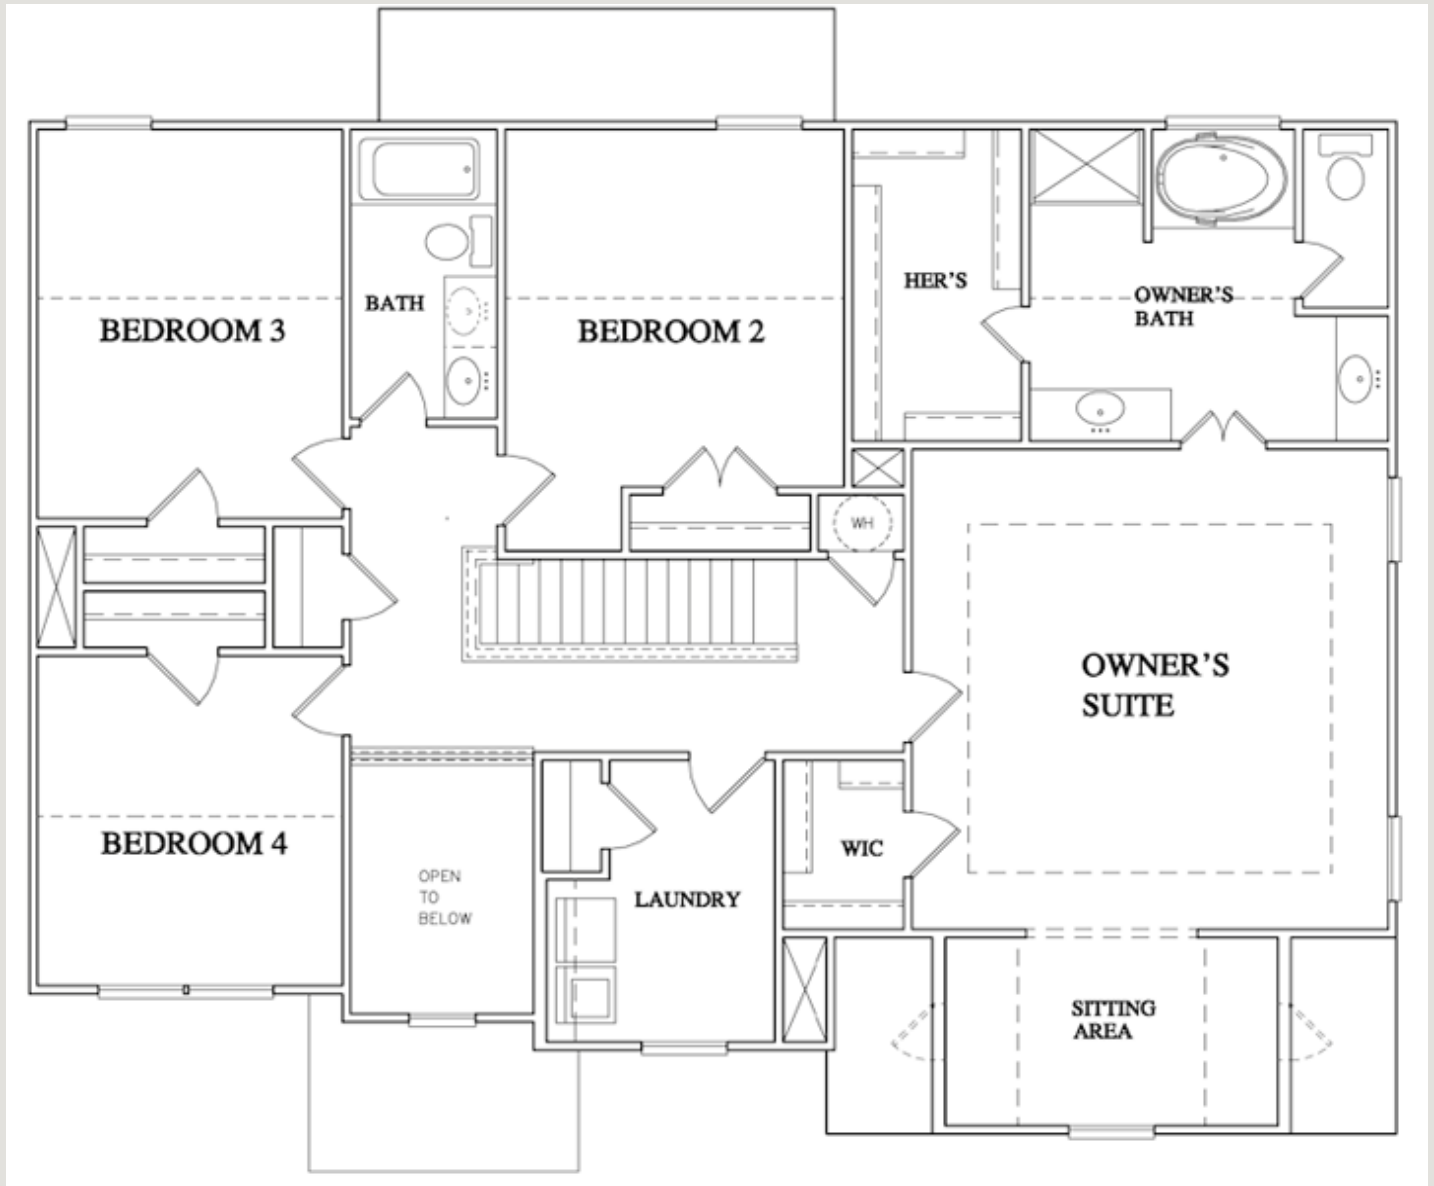 HER'S
OWNER'S
BATH
BATH
BEDROOM 3
BEDROOM 2
WH
OWNER'S
SUITE
BEDROOM 4
OPEN
TO
BELOW
WIC
LAUNDRY
SITTING
AREA